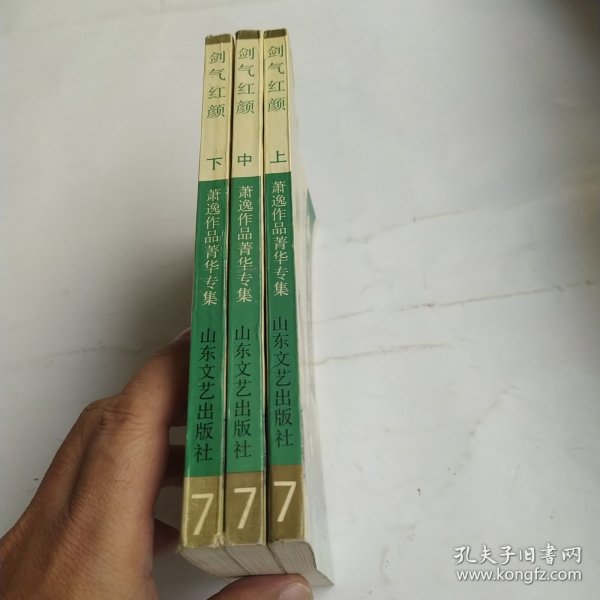 剑气红颜
下
萧逸作品菁华专集
山东文艺出版社
7
剑气红颜
中
萧逸作品菁华专集
山东文艺出版社
7
剑气红颜
上
萧逸作品菁华专集
山东文艺出版社
7
孔夫子旧书网
www.kongfz.com